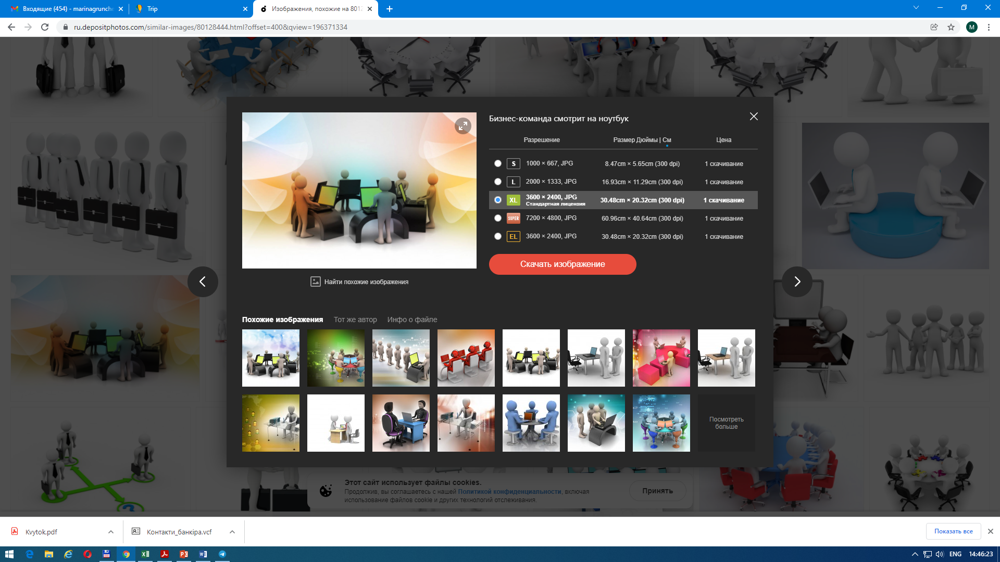 Входящие (454) - marinagrunche
Trip
Изображения, похожие на 8012
ru.depositphotos.com/similar-images/80128444.html?offset=400&qview=196371334
M
Бизнес-команда смотрит на ноутбук
Разрешение Размер Дюймы | См Цена
S 1000 × 667, JPG 8.47cm × 5.65cm (300 dpi) 1 скачивание
L 2000 × 1333, JPG 16.93cm × 11.29cm (300 dpi) 1 скачивание
XL 3600 × 2400, JPG 30.48cm × 20.32cm (300 dpi) 1 скачивание
Стандартная лицензия
SUPER 7200 × 4800, JPG 60.96cm × 40.64cm (300 dpi) 1 скачивание
EL 3600 × 2400, JPG 30.48cm × 20.32cm (300 dpi) 1 скачивание
Скачать изображение
Найти похожие изображения
Похожие изображения Тот же автор Инфо о файле
Посмотреть
больше
Этот сайт использует файлы cookies.
Продолжив, вы соглашаетесь с нашей Политикой конфиденциальности, включая
использование файлов cookie и других технологий отслеживания.
Принять
Kvytok.pdf
Контакти_банкіра.vcf
Показать все
ENG 14:46:23